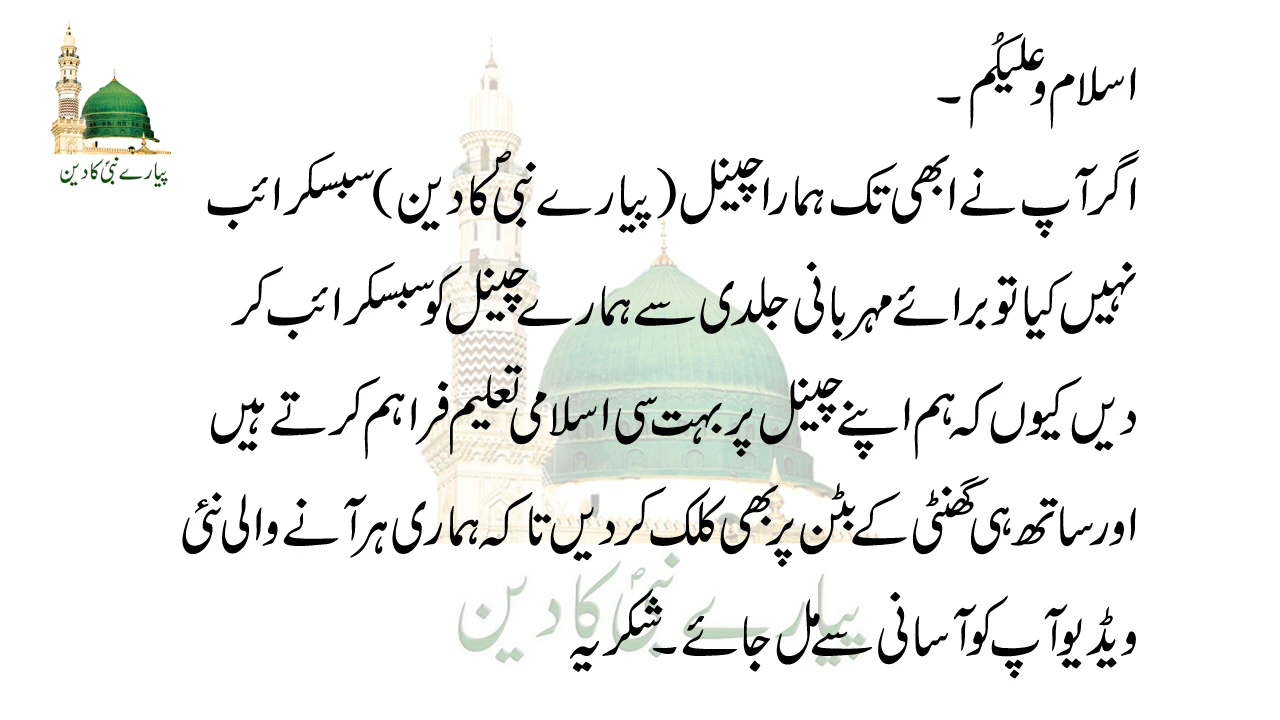 پیارے نبیؐ کا دین
اسلام وعلیکُم ۔
اگر آپ نے ابھی تک ہمارا چینل ( پیارے نبیؐ کا دین ) سبسکرائب
نہیں کیا تو برائے مہربانی جلدی سے ہمارے چینل کو سبسکرائب کر
دیں کیوں کہ ہم اپنے چینل پر بہت سی اسلامی تعلیم فراہم کرتے ہیں
اور ساتھ ہی گھنٹی کے بٹن پر بھی کلک کر دیں تا کہ ہماری ہر آنے والی نئی
ویڈیو آپ کو آسانی سے مل جائے ۔ شکریہ
پیارے نبیؐ کا دین